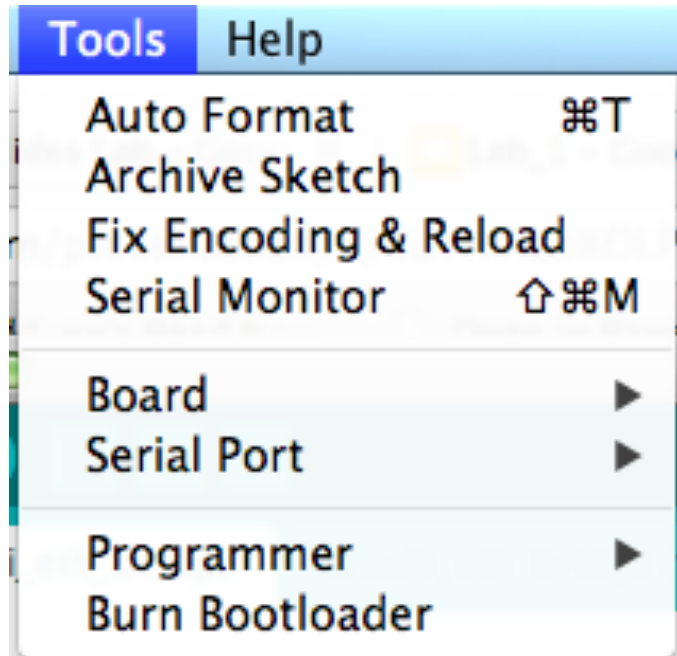 Tools Help
Auto Format ⌘T
Archive Sketch
Fix Encoding & Reload
Serial Monitor ⇧⌘M
Board ▶
Serial Port ▶
Programmer ▶
Burn Bootloader